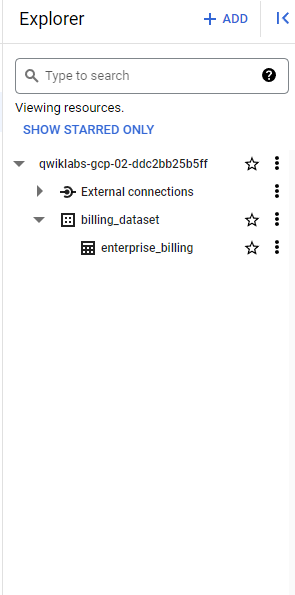 Explorer
+ ADD
Type to search
Viewing resources.
SHOW STARRED ONLY
qwiklabs-gcp-02-ddc2bb25b5ff
External connections
billing_dataset
enterprise_billing